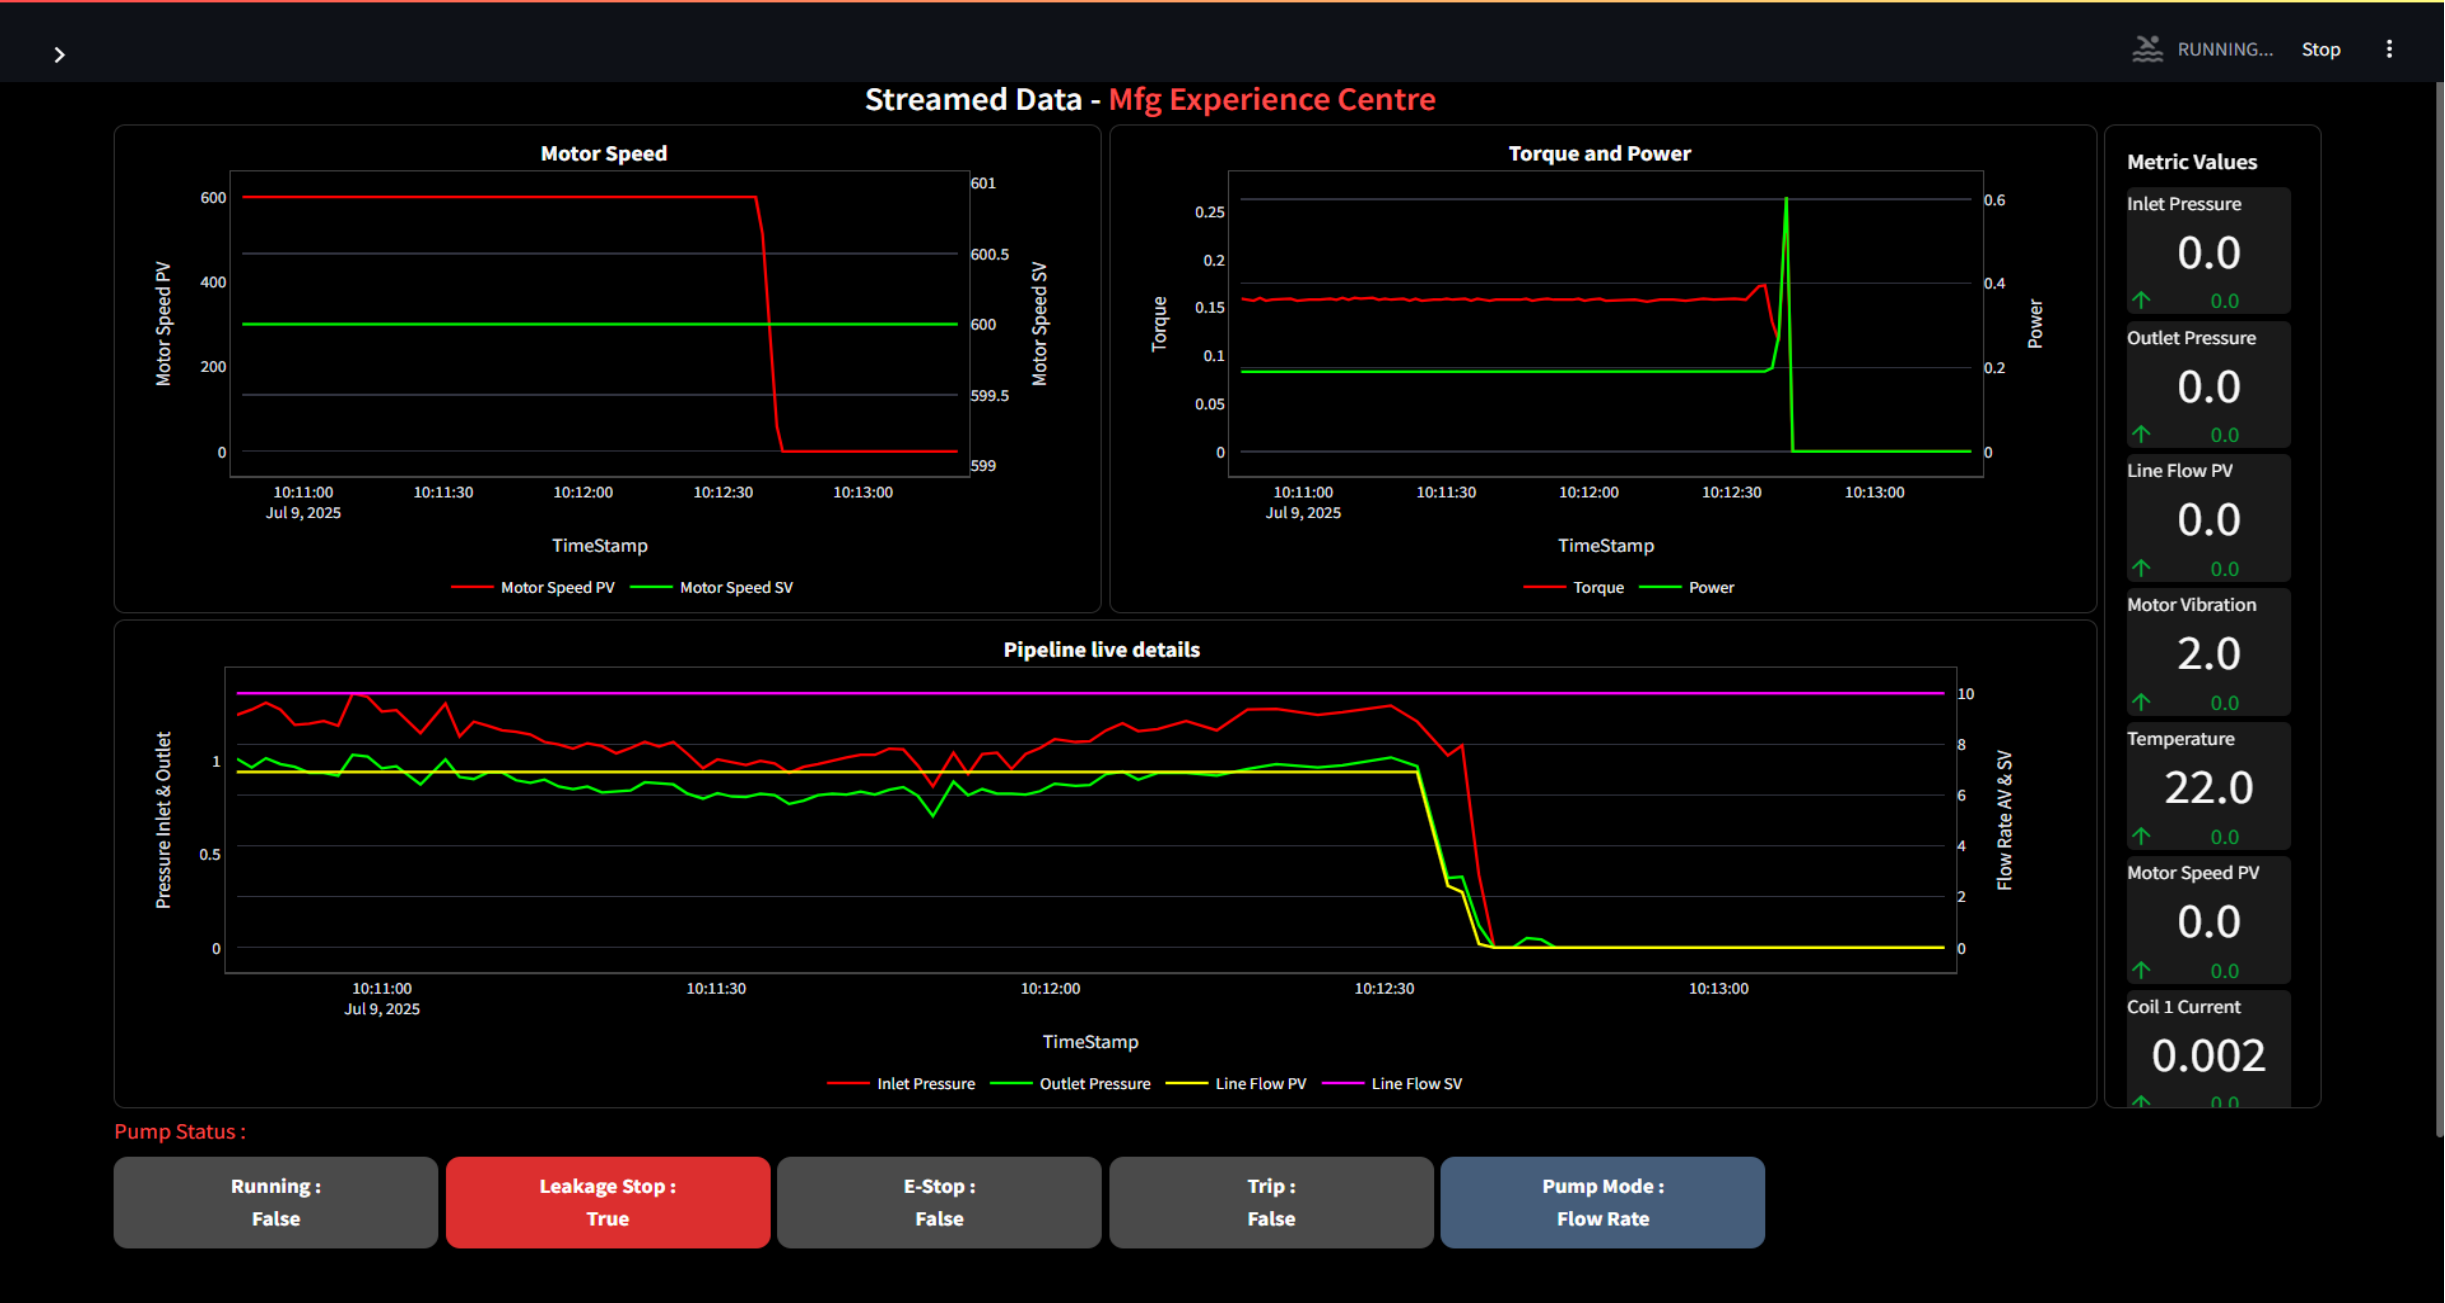 RUNNING...
Stop
Streamed Data - Mfg Experience Centre
Motor Speed
Motor Speed PV
600
400
200
0
601
600.5
600
599.5
599
Motor Speed SV
10:11:00
Jul 9, 2025
10:11:30
10:12:00
10:12:30
10:13:00
TimeStamp
Motor Speed PV
Motor Speed SV
Torque and Power
Torque
0.25
0.2
0.15
0.1
0.05
0
0.6
0.4
0.2
0
Power
10:11:00
Jul 9, 2025
10:11:30
10:12:00
10:12:30
10:13:00
TimeStamp
Torque
Power
Pipeline live details
Pressure Inlet & Outlet
1
0.5
0
10
8
6
4
2
0
Flow Rate AV & SV
10:11:00
Jul 9, 2025
10:11:30
10:12:00
10:12:30
10:13:00
TimeStamp
Inlet Pressure
Outlet Pressure
Line Flow PV
Line Flow SV
Metric Values
Inlet Pressure
0.0
0.0
Outlet Pressure
0.0
0.0
Line Flow PV
0.0
0.0
Motor Vibration
2.0
0.0
Temperature
22.0
0.0
Motor Speed PV
0.0
0.0
Coil 1 Current
0.002
0.0
Pump Status :
Running :
False
Leakage Stop :
True
E-Stop :
False
Trip :
False
Pump Mode :
Flow Rate